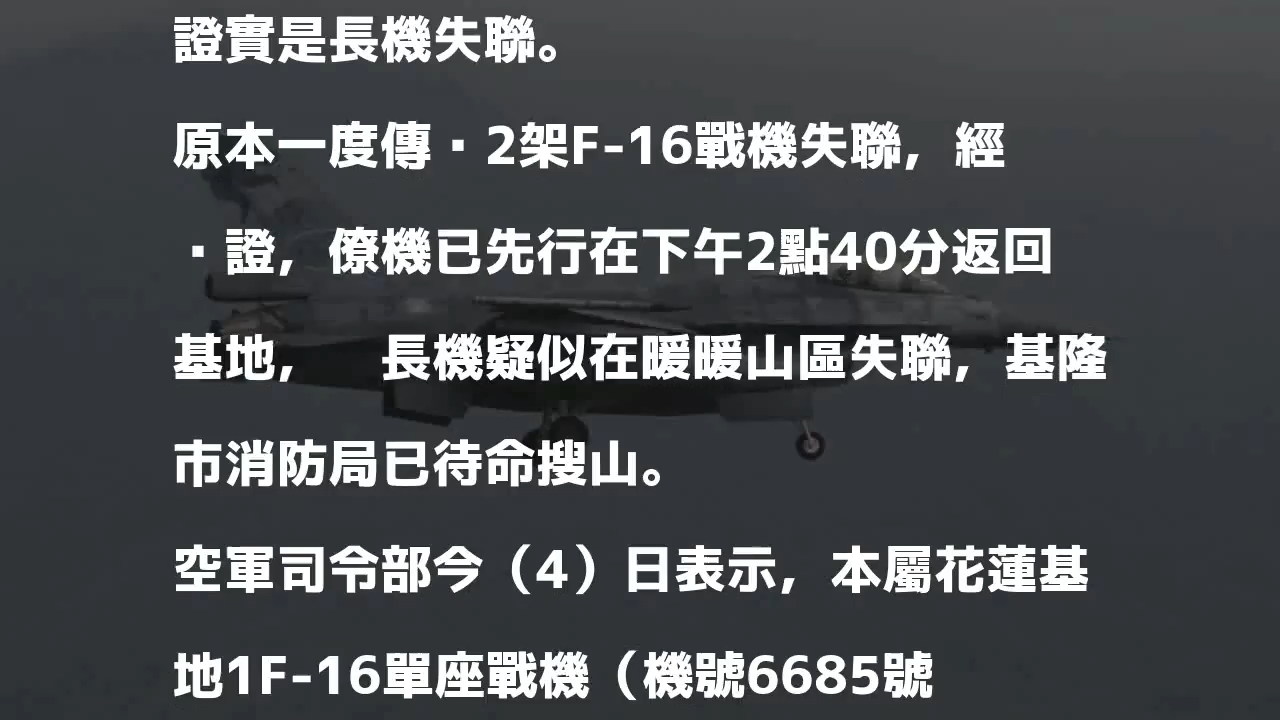 證實是長機失聯。
原本一度傳▪2架F-16戰機失聯，經
▪證，僚機已先行在下午2點40分返回
基地，　長機疑似在暖暖山區失聯，基隆
市消防局已待命搜山。
空軍司令部今（4）日表示，本屬花蓮基
地1F-16單座戰機（機號6685號